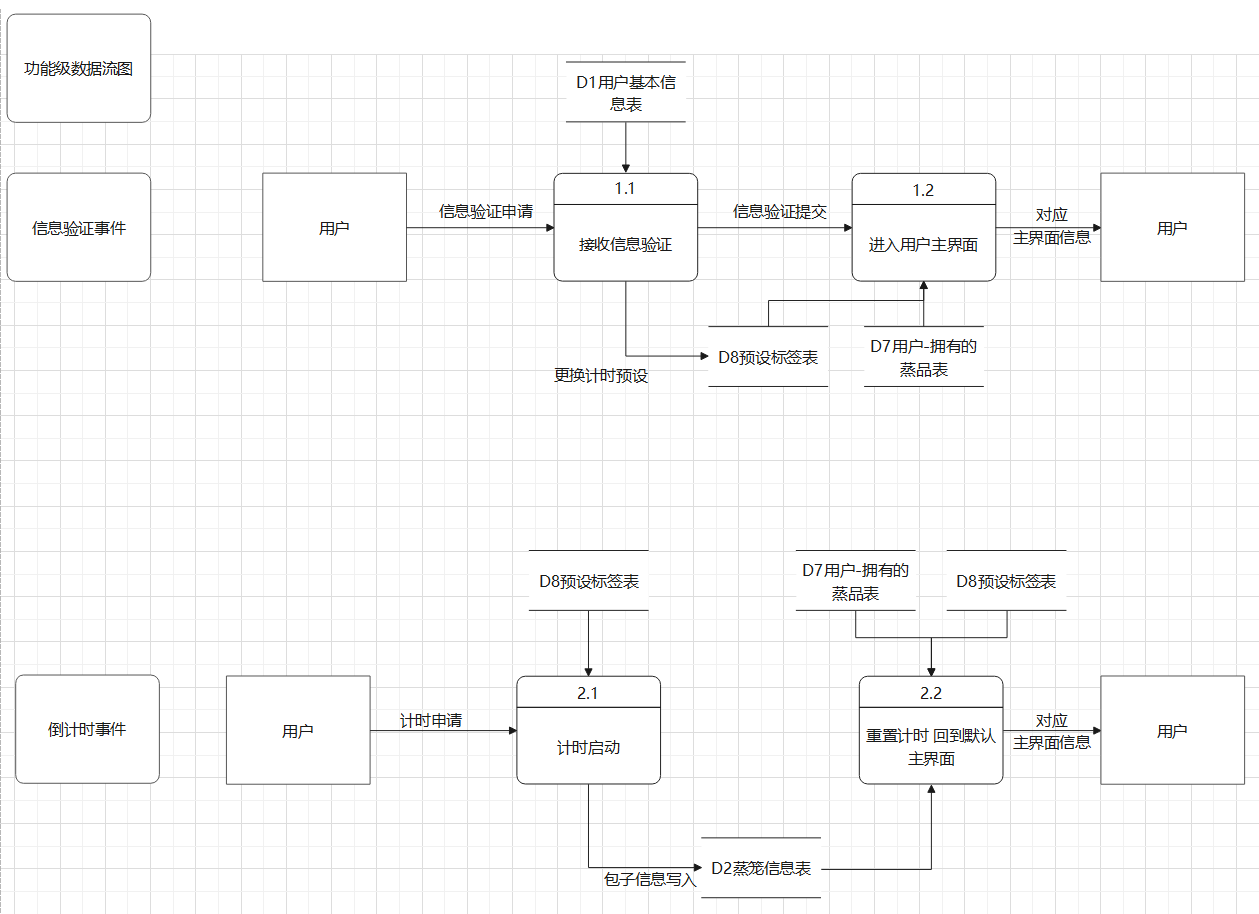 功能级数据流图
D1用户基本信
息表
信息验证事件
用户
信息验证申请
1.1
接收信息验证
信息验证提交
1.2
进入用户主界面
对应
主界面信息
用户
更换计时预设
D8预设标签表
D7用户-拥有的
蒸品表
D8预设标签表
D7用户-拥有的
蒸品表
D8预设标签表
倒计时事件
用户
计时申请
2.1
计时启动
2.2
重置计时 回到默认
主界面
对应
主界面信息
用户
包子信息写入
D2蒸笼信息表